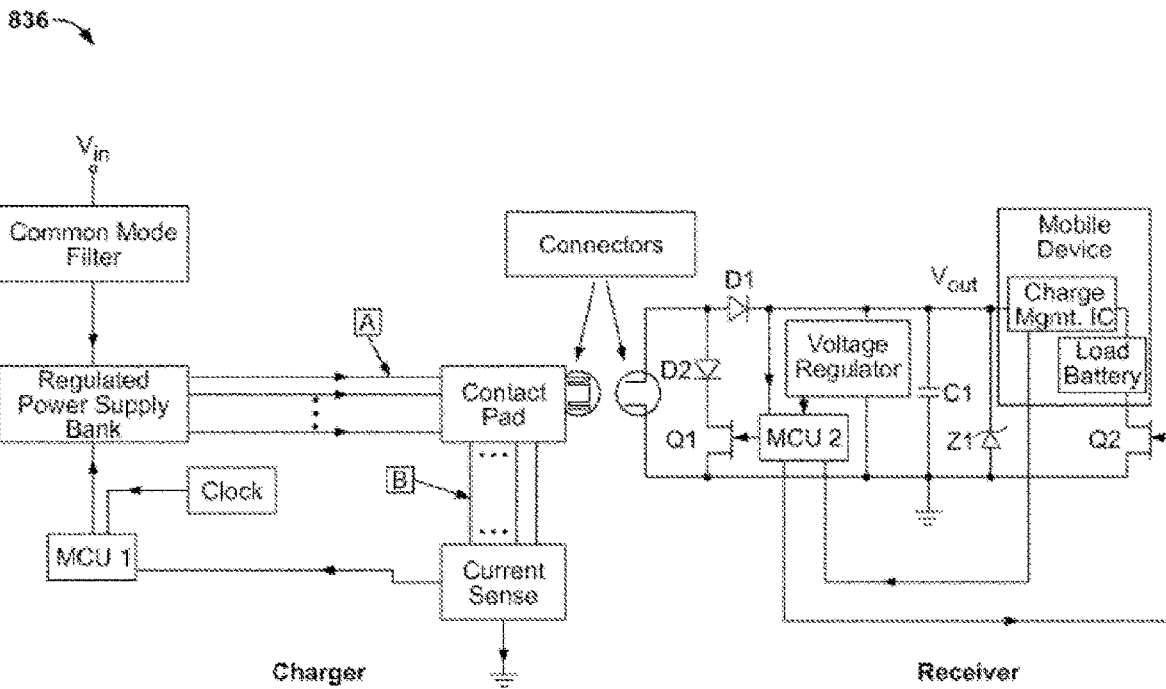 836
Vin
Common Mode
Filter
Connectors
Mobile
Device
D1
Vout
Charge
Mgmt. IC
A
Voltage
Regulator
Load
Battery
Regulated
Power Supply
Bank
Contact
Pad
D2
C1
Q1
MCU 2
Z1
Q2
B
Clock
MCU 1
Current
Sense
Charger
Receiver